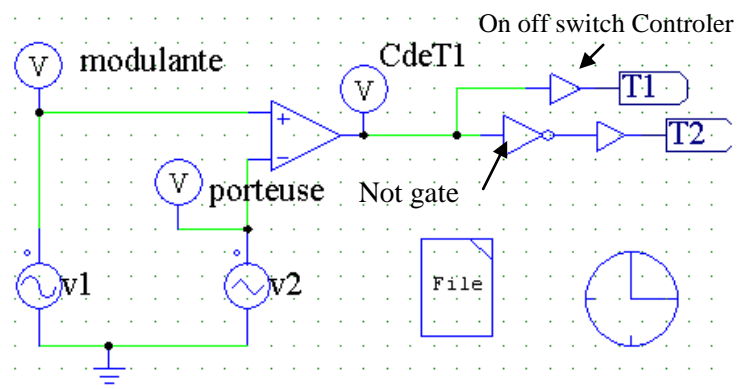 On off switch Controler
V
modulante
CdeT1
V
T1
T2
V
porteuse
Not gate
v1
v2
File